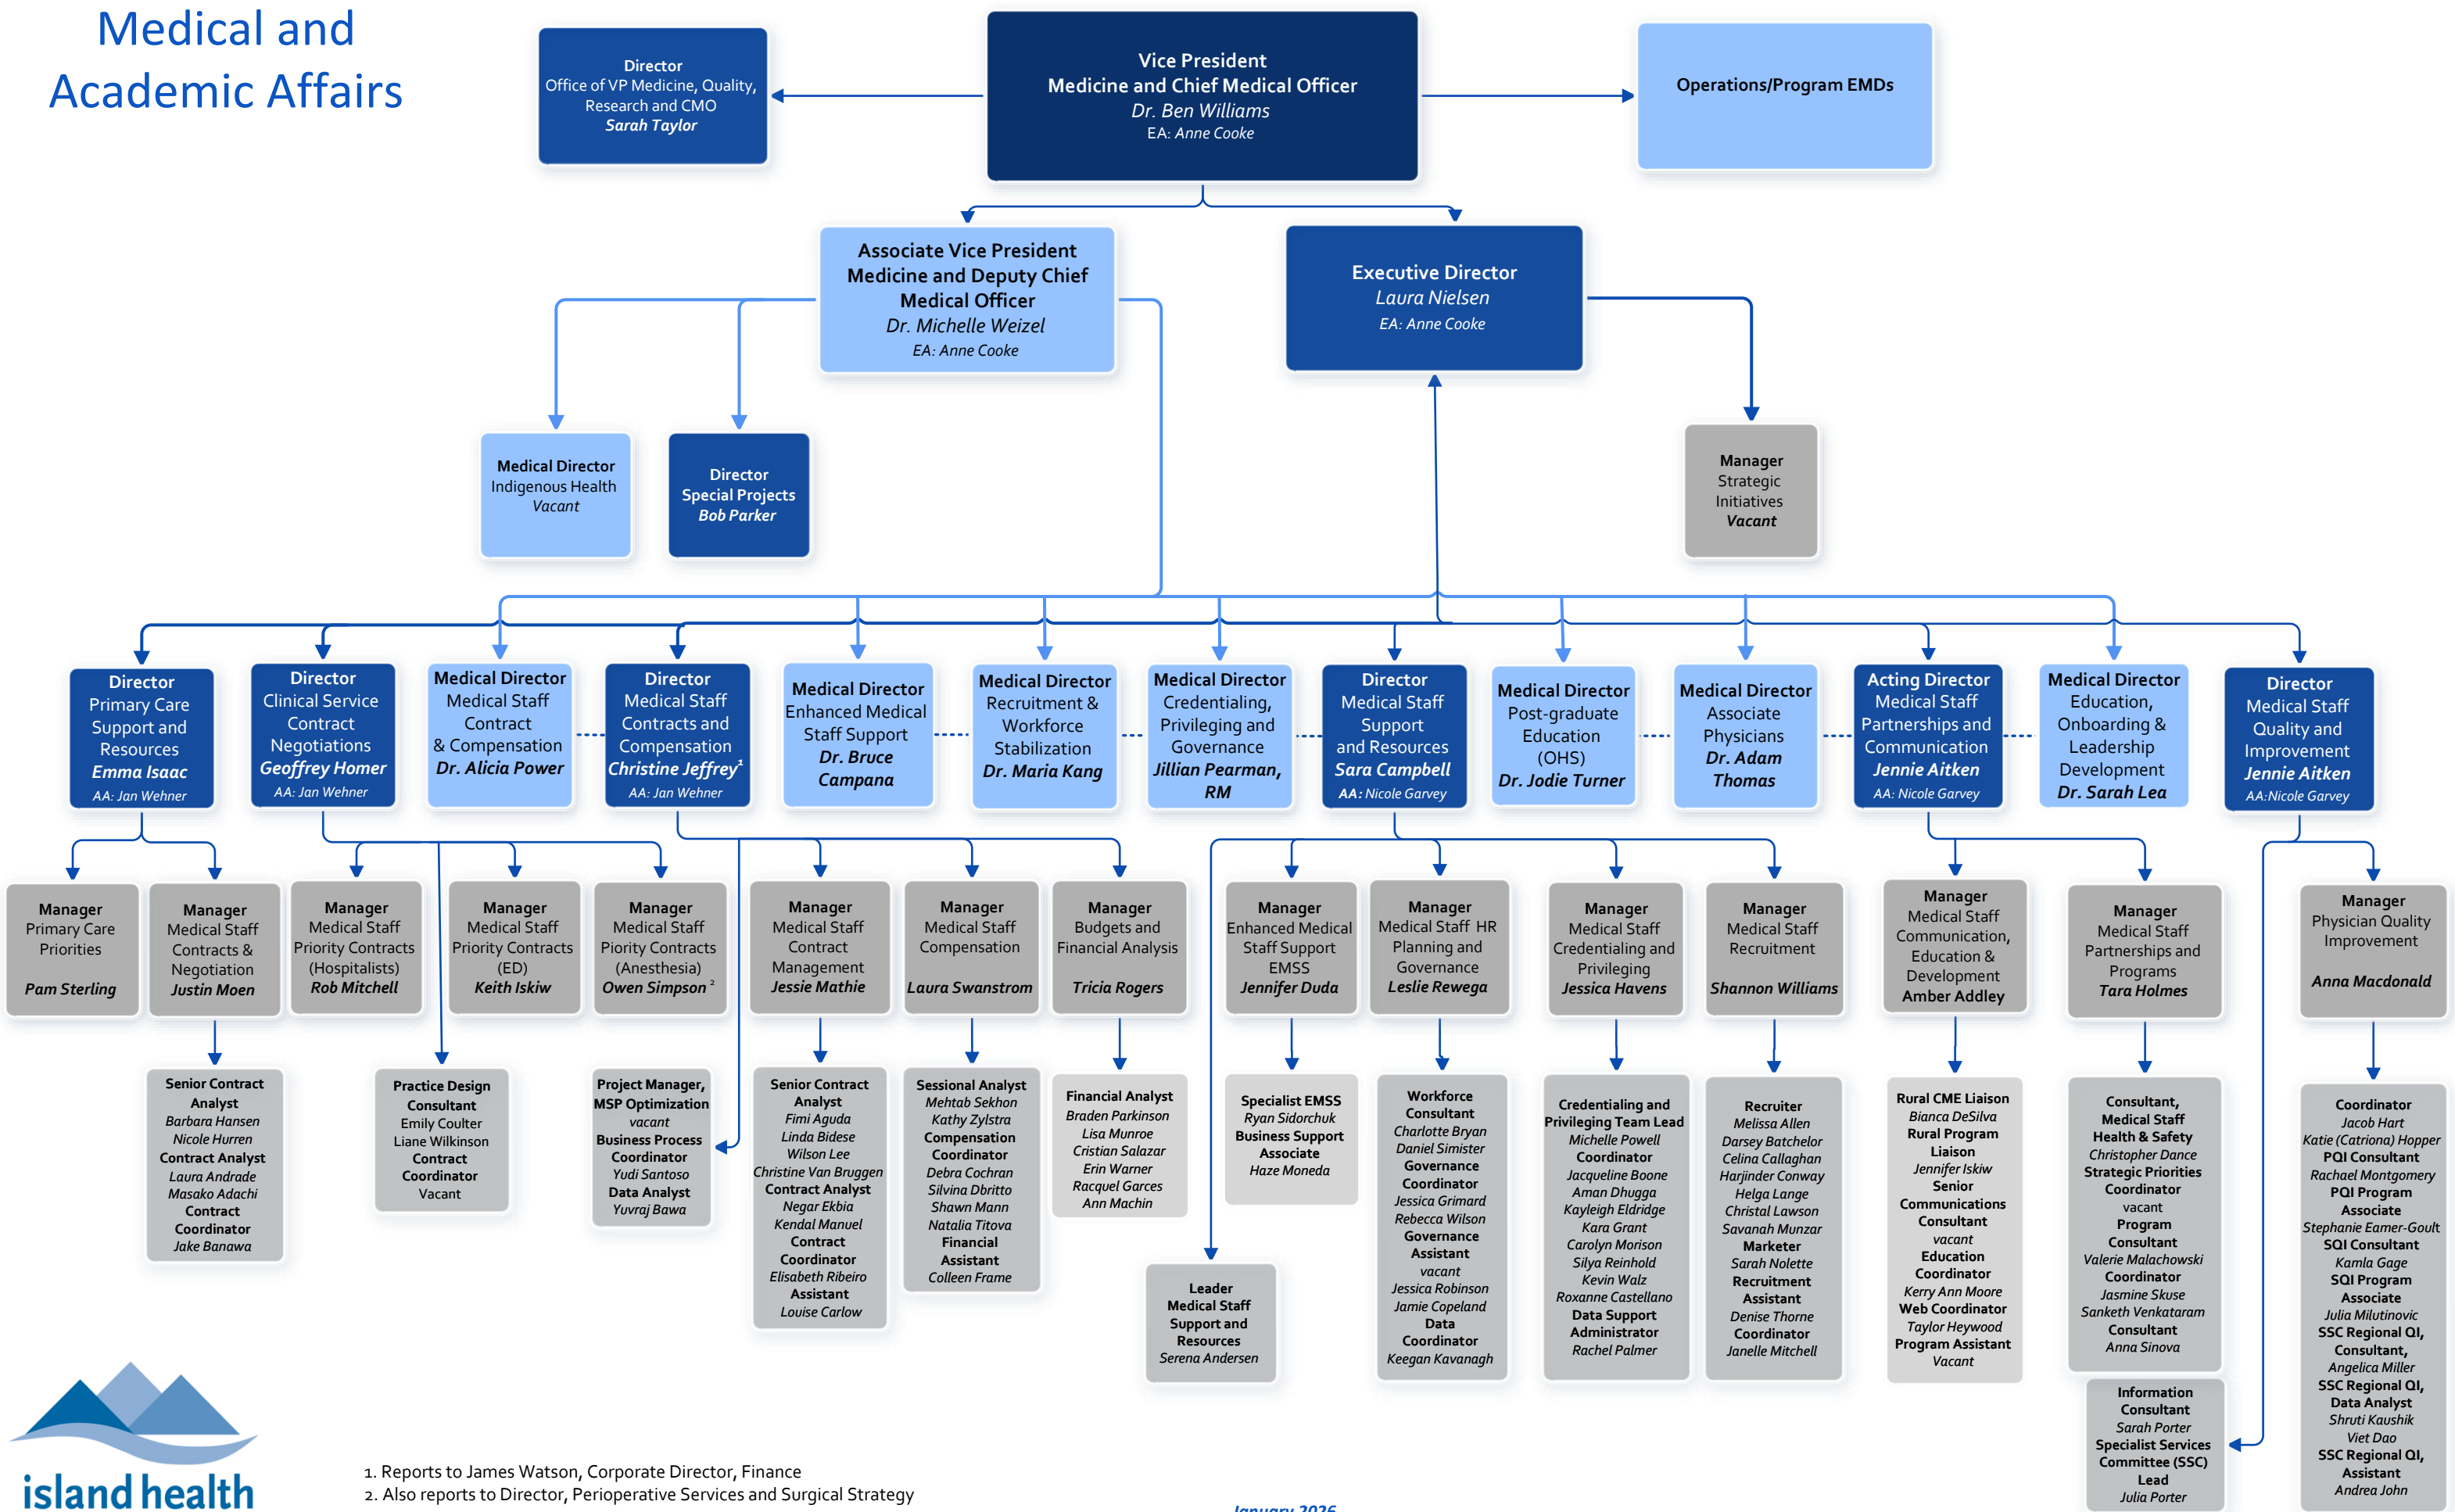 Medical and
Academic Affairs
Director
Office of VP Medicine, Quality,
Research and CMO
Sarah Taylor
Vice President
Medicine and Chief Medical Officer
Dr. Ben Williams
EA: Anne Cooke
Operations/Program EMDs
Associate Vice President
Medicine and Deputy Chief
Medical Officer
Dr. Michelle Weizel
EA: Anne Cooke
Executive Director
Laura Nielsen
EA: Anne Cooke
Medical Director
Indigenous Health
Vacant
Director
Special Projects
Bob Parker
Manager
Strategic
Initiatives
Vacant
Director
Primary Care
Support and
Resources
Emma Isaac
AA: Jan Wehner
Director
Clinical Service
Contract
Negotiations
Geoffrey Homer
AA: Jan Wehner
Medical Director
Medical Staff
Contract
& Compensation
Dr. Alicia Power
Director
Medical Staff
Contracts and
Compensation
Christine Jeffrey¹
AA: Jan Wehner
Medical Director
Enhanced Medical
Staff Support
Dr. Bruce
Campana
Medical Director
Recruitment &
Workforce
Stabilization
Dr. Maria Kang
Medical Director
Credentialing,
Privileging and
Governance
Jillian Pearman,
RM
Director
Medical Staff
Support
and Resources
Sara Campbell
AA: Nicole Garvey
Medical Director
Post-graduate
Education
(OHS)
Dr. Jodie Turner
Medical Director
Associate
Physicians
Dr. Adam
Thomas
Acting Director
Medical Staff
Partnerships and
Communication
Jennie Aitken
AA: Nicole Garvey
Medical Director
Education,
Onboarding &
Leadership
Development
Dr. Sarah Lea
Director
Medical Staff
Quality and
Improvement
Jennie Aitken
AA:Nicole Garvey
Manager
Primary Care
Priorities
Pam Sterling
Manager
Medical Staff
Contracts &
Negotiation
Justin Moen
Manager
Medical Staff
Priority Contracts
(Hospitalists)
Rob Mitchell
Manager
Medical Staff
Priority Contracts
(ED)
Keith Iskiw
Manager
Medical Staff
Piority Contracts
(Anesthesia)
Owen Simpson ²
Manager
Medical Staff
Contract
Management
Jessie Mathie
Manager
Medical Staff
Compensation
Laura Swanstrom
Manager
Budgets and
Financial Analysis
Tricia Rogers
Manager
Enhanced Medical
Staff Support
EMSS
Jennifer Duda
Manager
Medical Staff HR
Planning and
Governance
Leslie Rewega
Manager
Medical Staff
Credentialing and
Privileging
Jessica Havens
Manager
Medical Staff
Recruitment
Shannon Williams
Manager
Medical Staff
Communication,
Education &
Development
Amber Addley
Manager
Medical Staff
Partnerships and
Programs
Tara Holmes
Manager
Physician Quality
Improvement
Anna Macdonald
Senior Contract
Analyst
Barbara Hansen
Nicole Hurren
Contract Analyst
Laura Andrade
Masako Adachi
Contract
Coordinator
Jake Banawa
Practice Design
Consultant
Emily Coulter
Liane Wilkinson
Contract
Coordinator
Vacant
Project Manager,
MSP Optimization
vacant
Business Process
Coordinator
Yudi Santoso
Data Analyst
Yuvraj Bawa
Senior Contract
Analyst
Fimi Aguda
Linda Bidese
Wilson Lee
Christine Van Bruggen
Contract Analyst
Negar Ekbia
Kendal Manuel
Contract
Coordinator
Elisabeth Ribeiro
Assistant
Louise Carlow
Sessional Analyst
Mehtab Sekhon
Kathy Zylstra
Compensation
Coordinator
Debra Cochran
Silvina Dbritto
Shawn Mann
Natalia Titova
Financial
Assistant
Colleen Frame
Financial Analyst
Braden Parkinson
Lisa Munroe
Cristian Salazar
Erin Warner
Racquel Garces
Ann Machin
Leader
Medical Staff
Support and
Resources
Serena Andersen
Specialist EMSS
Ryan Sidorchuk
Business Support
Associate
Haze Moneda
Workforce
Consultant
Charlotte Bryan
Daniel Simister
Governance
Coordinator
Jessica Grimard
Rebecca Wilson
Governance
Assistant
vacant
Jessica Robinson
Jamie Copeland
Data
Coordinator
Keegan Kavanagh
Credentialing and
Privileging Team Lead
Michelle Powell
Coordinator
Jacqueline Boone
Aman Dhugga
Kayleigh Eldridge
Kara Grant
Carolyn Morison
Silya Reinhold
Kevin Walz
Roxanne Castellano
Data Support
Administrator
Rachel Palmer
Recruiter
Melissa Allen
Darsey Batchelor
Celina Callaghan
Harjinder Conway
Helga Lange
Christal Lawson
Savanah Munzar
Marketer
Sarah Nolette
Recruitment
Assistant
Denise Thorne
Coordinator
Janelle Mitchell
Rural CME Liaison
Bianca DeSilva
Rural Program
Liaison
Jennifer Iskiw
Senior
Communications
Consultant
vacant
Education
Coordinator
Kerry Ann Moore
Web Coordinator
Taylor Heywood
Program Assistant
Vacant
Consultant,
Medical Staff
Health & Safety
Christopher Dance
Strategic Priorities
Coordinator
vacant
Program
Consultant
Valerie Malachowski
Coordinator
Jasmine Skuse
Sanketh Venkataram
Consultant
Anna Sinova
Information
Consultant
Sarah Porter
Specialist Services
Committee (SSC)
Lead
Julia Porter
Coordinator
Jacob Hart
Katie (Catriona) Hopper
PQI Consultant
Rachael Montgomery
PQI Program
Associate
Stephanie Eamer-Goult
SQI Consultant
Kamla Gage
SQI Program
Associate
Julia Milutinovic
SSC Regional QI,
Consultant,
Angelica Miller
SSC Regional QI,
Data Analyst
Shruti Kaushik
Viet Dao
SSC Regional QI,
Assistant
Andrea John
island health
1. Reports to James Watson, Corporate Director, Finance
2. Also reports to Director, Perioperative Services and Surgical Strategy
January 2026